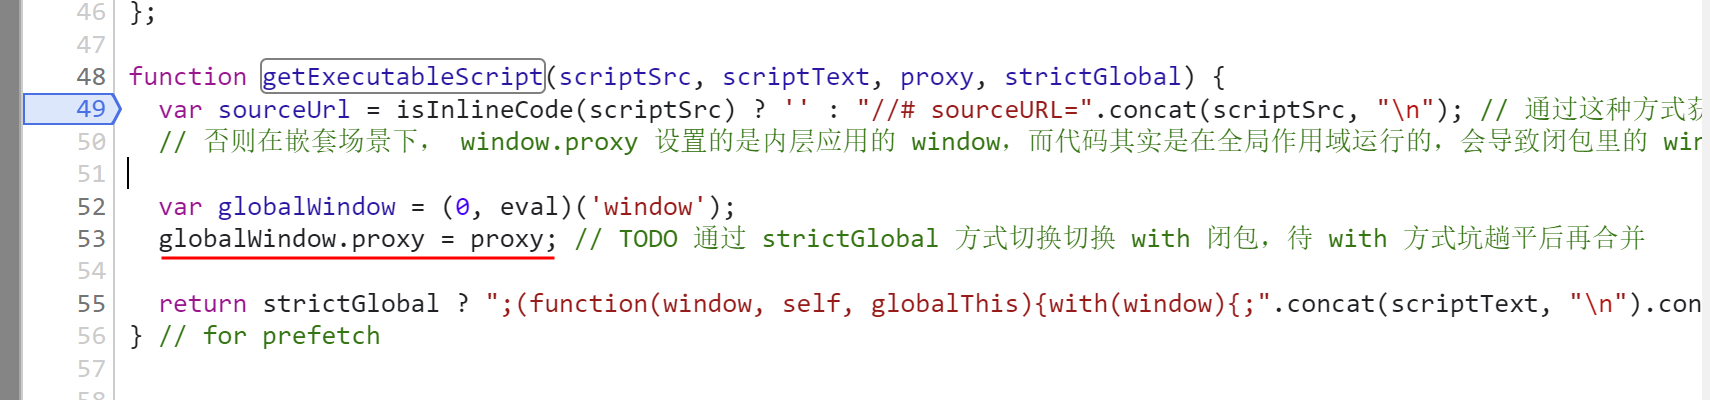 46 };
47
48 function getExecutableScript(scriptSrc, scriptText, proxy, strictGlobal) {
49 var sourceUrl = isInlineCode(scriptSrc) ? '' : "//# sourceURL=".concat(scriptSrc, "\n"); // 通过这种方式获
50 // 否则在嵌套场景下， window.proxy 设置的是内层应用的 window，而代码其实是在全局作用域运行的，会导致闭包里的 win
51
52 var globalWindow = (0, eval)('window');
53 globalWindow.proxy = proxy; // TODO 通过 strictGlobal 方式切换切换 with 闭包，待 with 方式坑趟平后再合并
54
55 return strictGlobal ? ";(function(window, self, globalThis){with(window){;".concat(scriptText, "\n").con
56 } // for prefetch
57
58